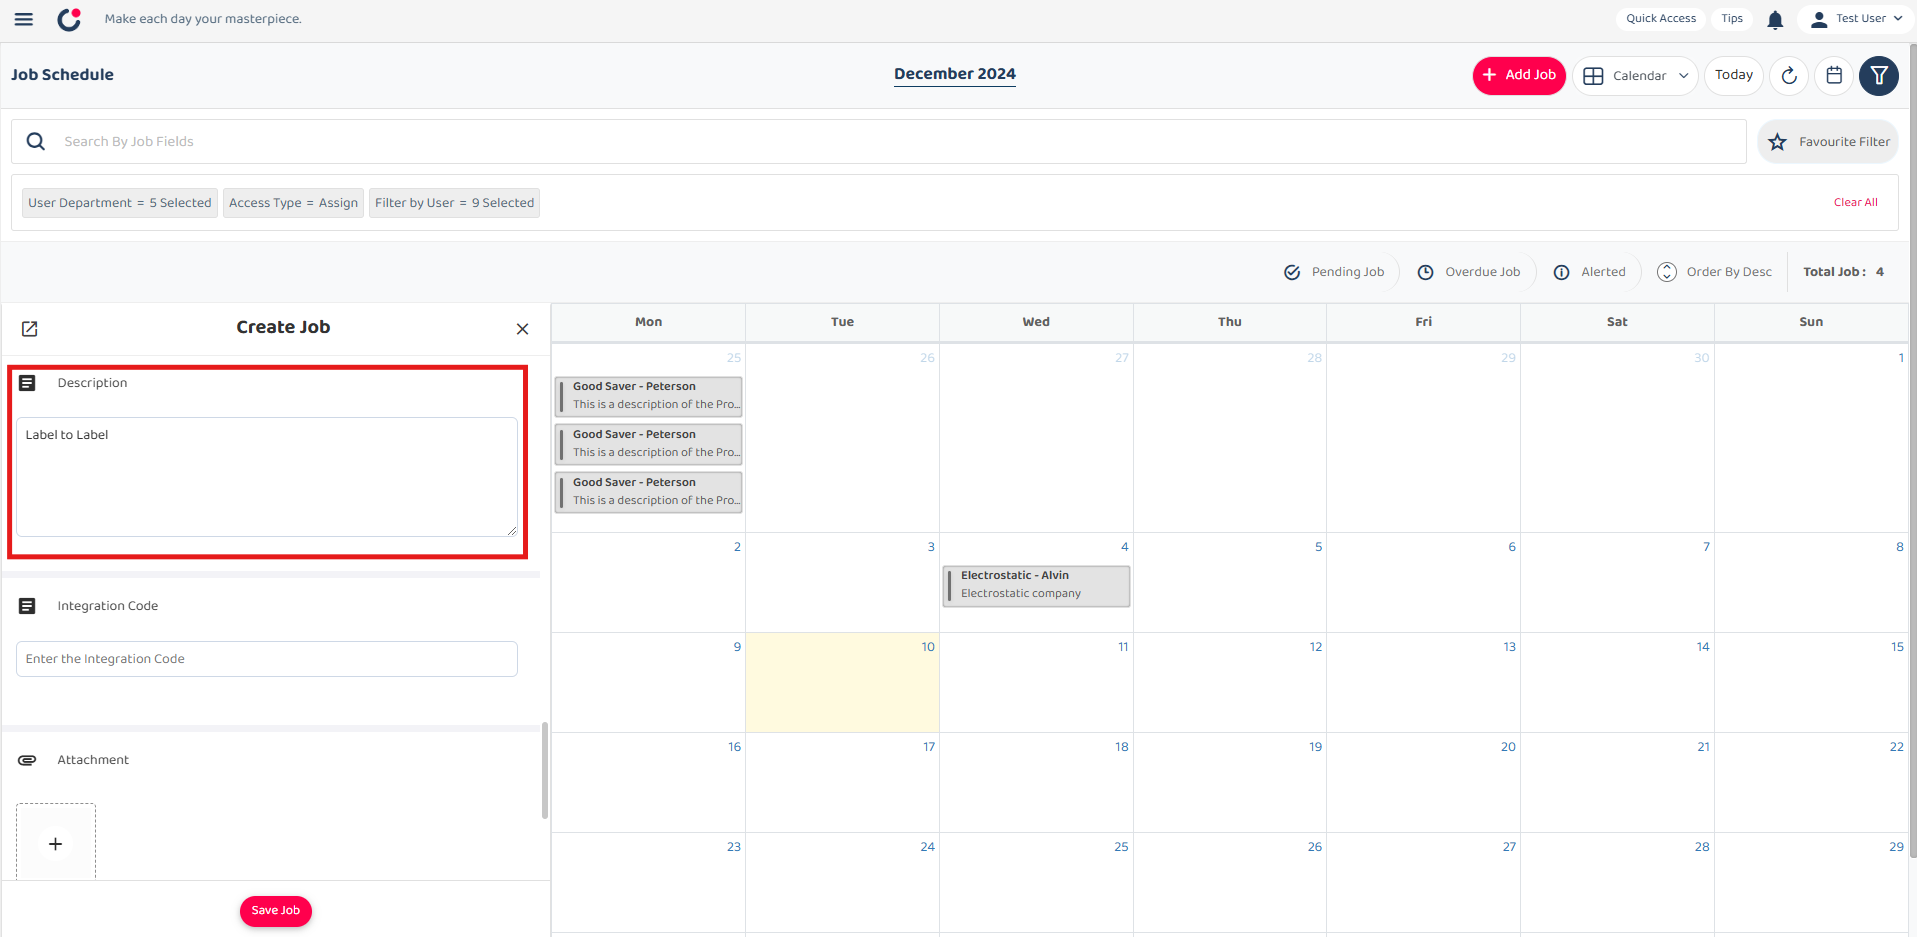 Make each day your masterpiece.
Quick Access
Tips
Test User
Job Schedule
December 2024
+ Add Job
Calendar
Today
Search By Job Fields
Favourite Filter
User Department = 5 Selected
Access Type = Assign
Filter by User = 9 Selected
Clear All
Pending Job
Overdue Job
Alerted
Order By Desc
Total Job : 4
Create Job
Description
Label to Label
Integration Code
Enter the Integration Code
Attachment
+
Save Job
Mon Tue Wed Thu Fri Sat Sun
25 26 27 28 29 30 1
Good Saver - Peterson
This is a description of the Pro...
Good Saver - Peterson
This is a description of the Pro...
Good Saver - Peterson
This is a description of the Pro...
2 3 4 5 6 7 8
Electrostatic - Alvin
Electrostatic company
9 10 11 12 13 14 15
16 17 18 19 20 21 22
23 24 25 26 27 28 29